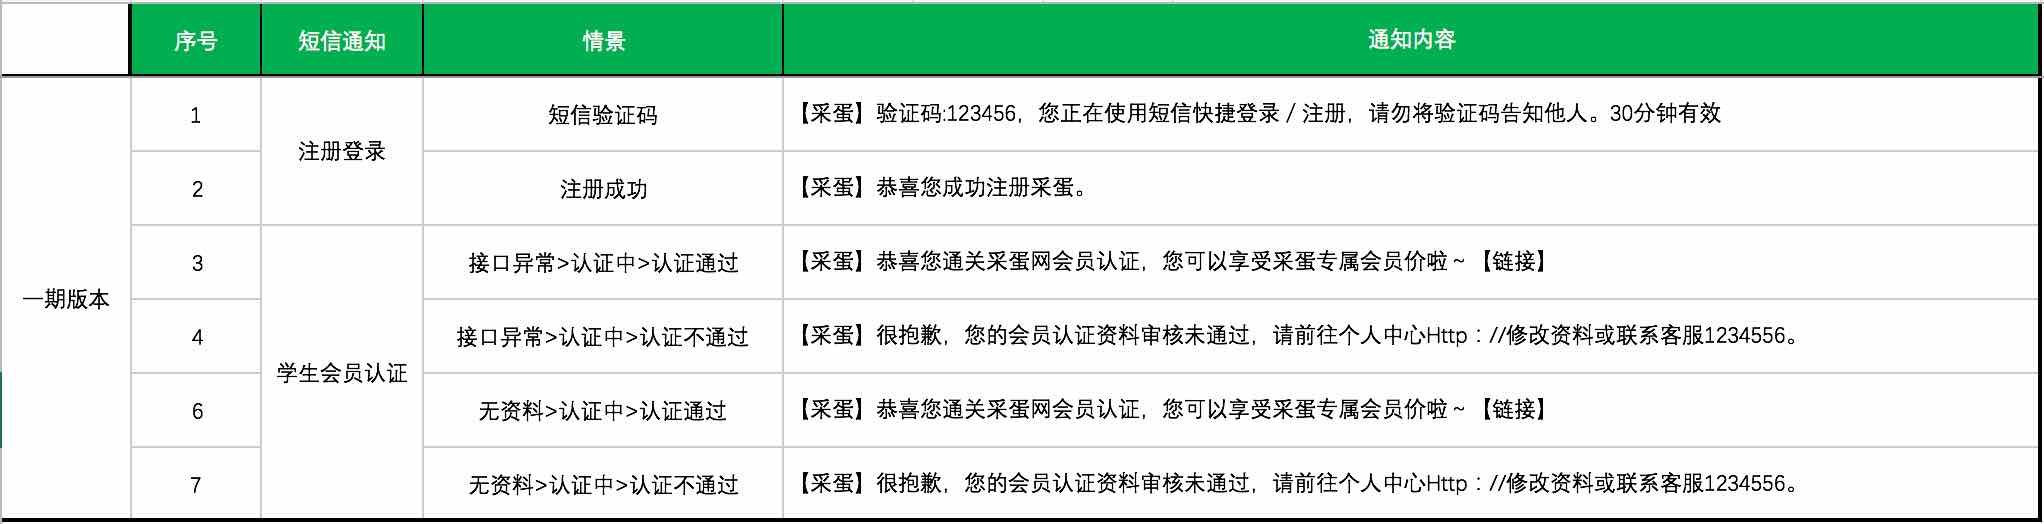 序号 短信通知 情景 通知内容
1 短信验证码 【采蛋】验证码:123456，您正在使用短信快捷登录/注册，请勿将验证码告知他人。30分钟有效
注册登录
2 注册成功 【采蛋】恭喜您成功注册采蛋。
3 接口异常>认证中>认证通过 【采蛋】恭喜您通关采蛋网会员认证，您可以享受采蛋专属会员价啦~【链接】
一期版本
4 接口异常>认证中>认证不通过 【采蛋】很抱歉，您的会员认证资料审核未通过，请前往个人中心Http：//修改资料或联系客服1234556。
学生会员认证
6 无资料>认证中>认证通过 【采蛋】恭喜您通关采蛋网会员认证，您可以享受采蛋专属会员价啦~【链接】
7 无资料>认证中>认证不通过 【采蛋】很抱歉，您的会员认证资料审核未通过，请前往个人中心Http：//修改资料或联系客服1234556。